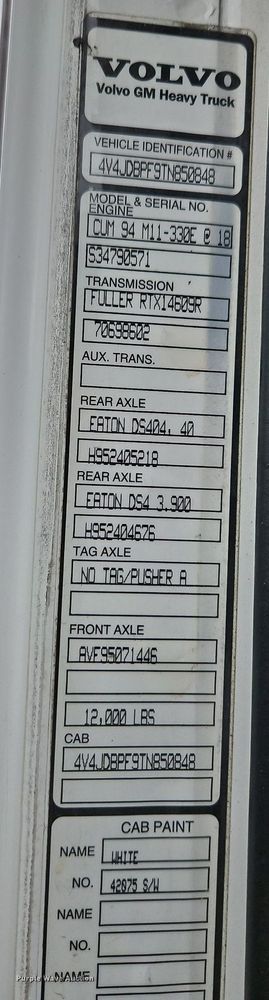 VOLVO
Volvo GM Heavy Truck
VEHICLE IDENTIFICATION #
4V4JDBPF9TN850848
MODEL & SERIAL NO.
ENGINE
CUM 94 M11-330E @ 18
S34790571
TRANSMISSION
FULLER RTX14609R
70698602
AUX. TRANS.
REAR AXLE
EATON DS404, 40
H952405218
REAR AXLE
EATON DS4 3.900
H952404676
TAG AXLE
NO TAG/PUSHER A
FRONT AXLE
AVF95071446
12,000 LBS
CAB
4V4JDBPF9TN850848
CAB PAINT
NAME WHITE
NO. 42075 S/W
NAME
NO.
NAME
Purple Wave Auction